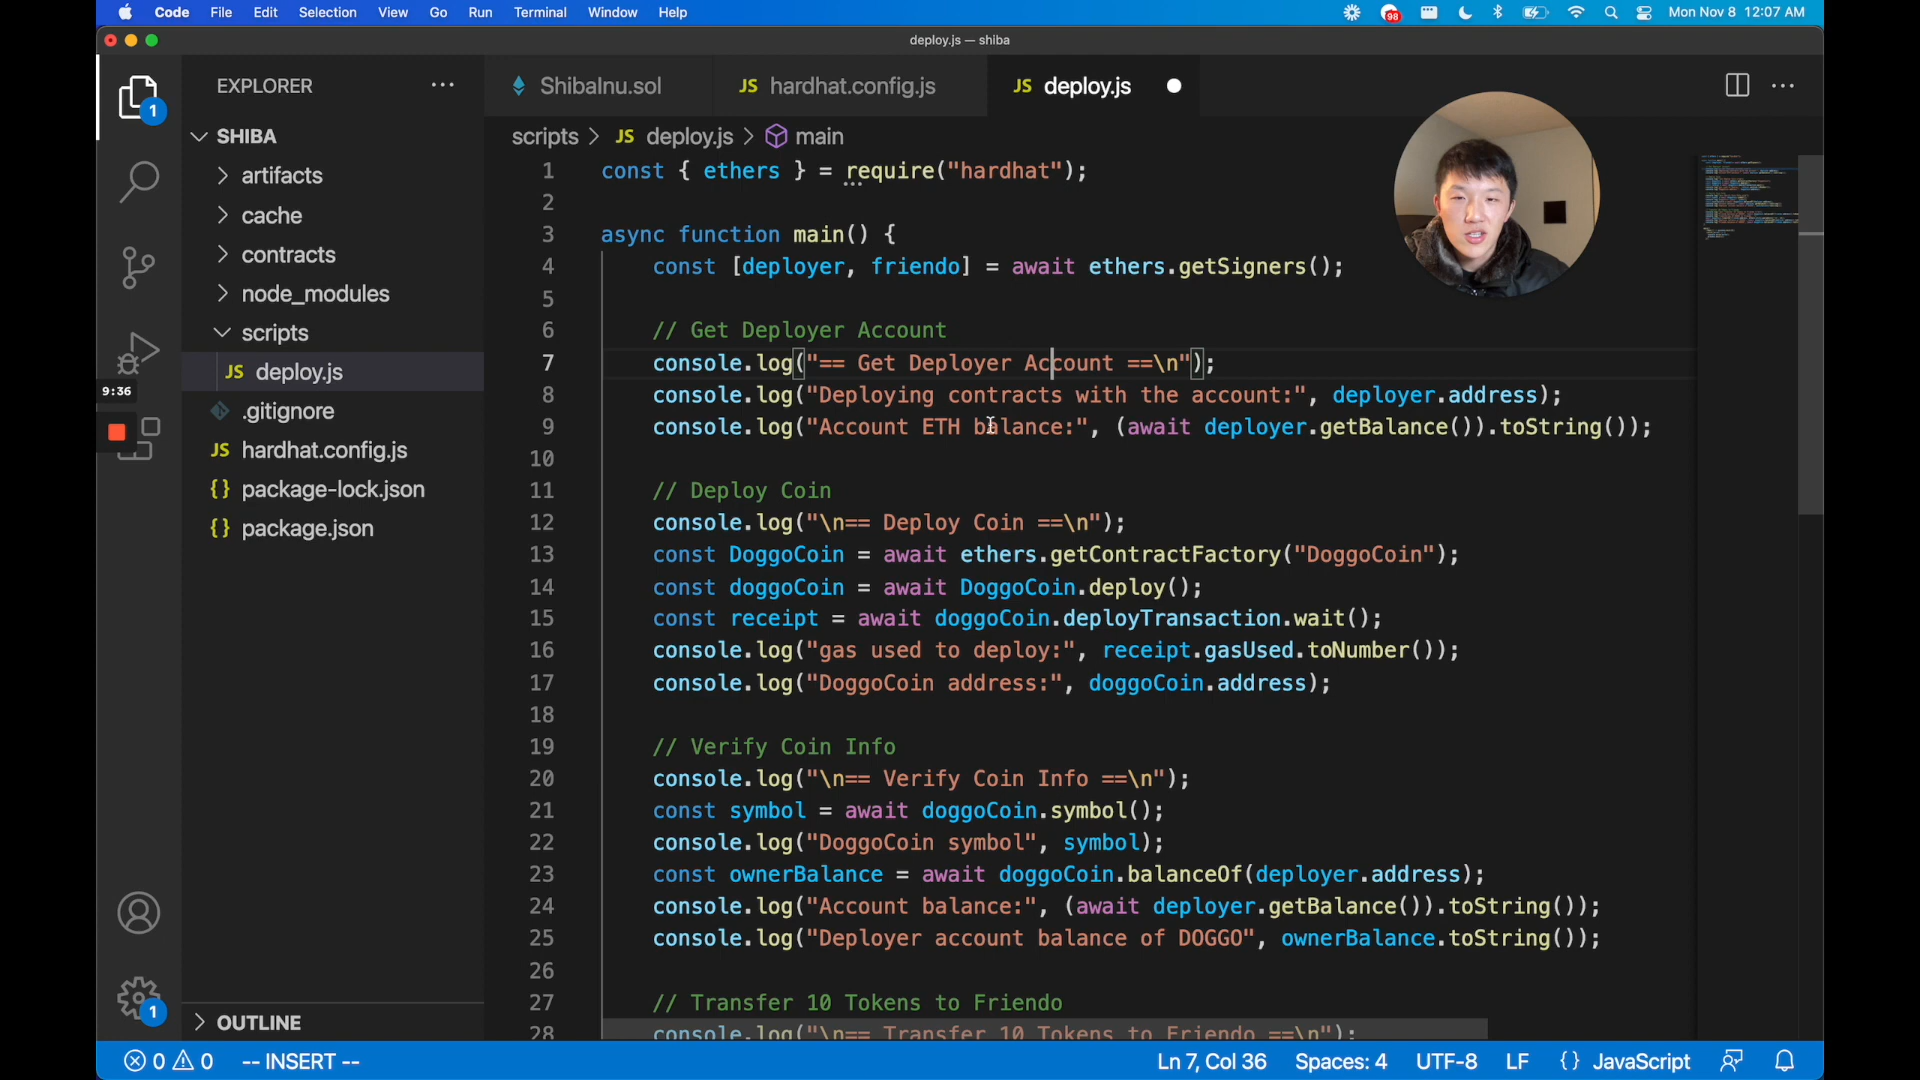 Code File Edit Selection View Go Run Terminal Window Help 98 Mon Nov 8 12:07 AM
deploy.js — shiba
EXPLORER
ShibaInu.sol JS hardhat.config.js JS deploy.js
1
scripts > JS deploy.js > main
SHIBA
artifacts
cache
contracts
node_modules
scripts
JS deploy.js
9:36
.gitignore
JS hardhat.config.js
{} package-lock.json
{} package.json
OUTLINE
1
1 const { ethers } = require("hardhat");
2
3 async function main() {
4 const [deployer, friendo] = await ethers.getSigners();
5
6 // Get Deployer Account
7 console.log("== Get Deployer Account ==\n");
8 console.log("Deploying contracts with the account:", deployer.address);
9 console.log("Account ETH balance:", (await deployer.getBalance()).toString());
10
11 // Deploy Coin
12 console.log("\n== Deploy Coin ==\n");
13 const DoggoCoin = await ethers.getContractFactory("DoggoCoin");
14 const doggoCoin = await DoggoCoin.deploy();
15 const receipt = await doggoCoin.deployTransaction.wait();
16 console.log("gas used to deploy:", receipt.gasUsed.toNumber());
17 console.log("DoggoCoin address:", doggoCoin.address);
18
19 // Verify Coin Info
20 console.log("\n== Verify Coin Info ==\n");
21 const symbol = await doggoCoin.symbol();
22 console.log("DoggoCoin symbol", symbol);
23 const ownerBalance = await doggoCoin.balanceOf(deployer.address);
24 console.log("Account balance:", (await deployer.getBalance()).toString());
25 console.log("Deployer account balance of DOGGO", ownerBalance.toString());
26
27 // Transfer 10 Tokens to Friendo
28 console.log("\n== Transfer 10 Tokens to Friendo ==\n");
0 0 -- INSERT -- Ln 7, Col 36 Spaces: 4 UTF-8 LF {} JavaScript